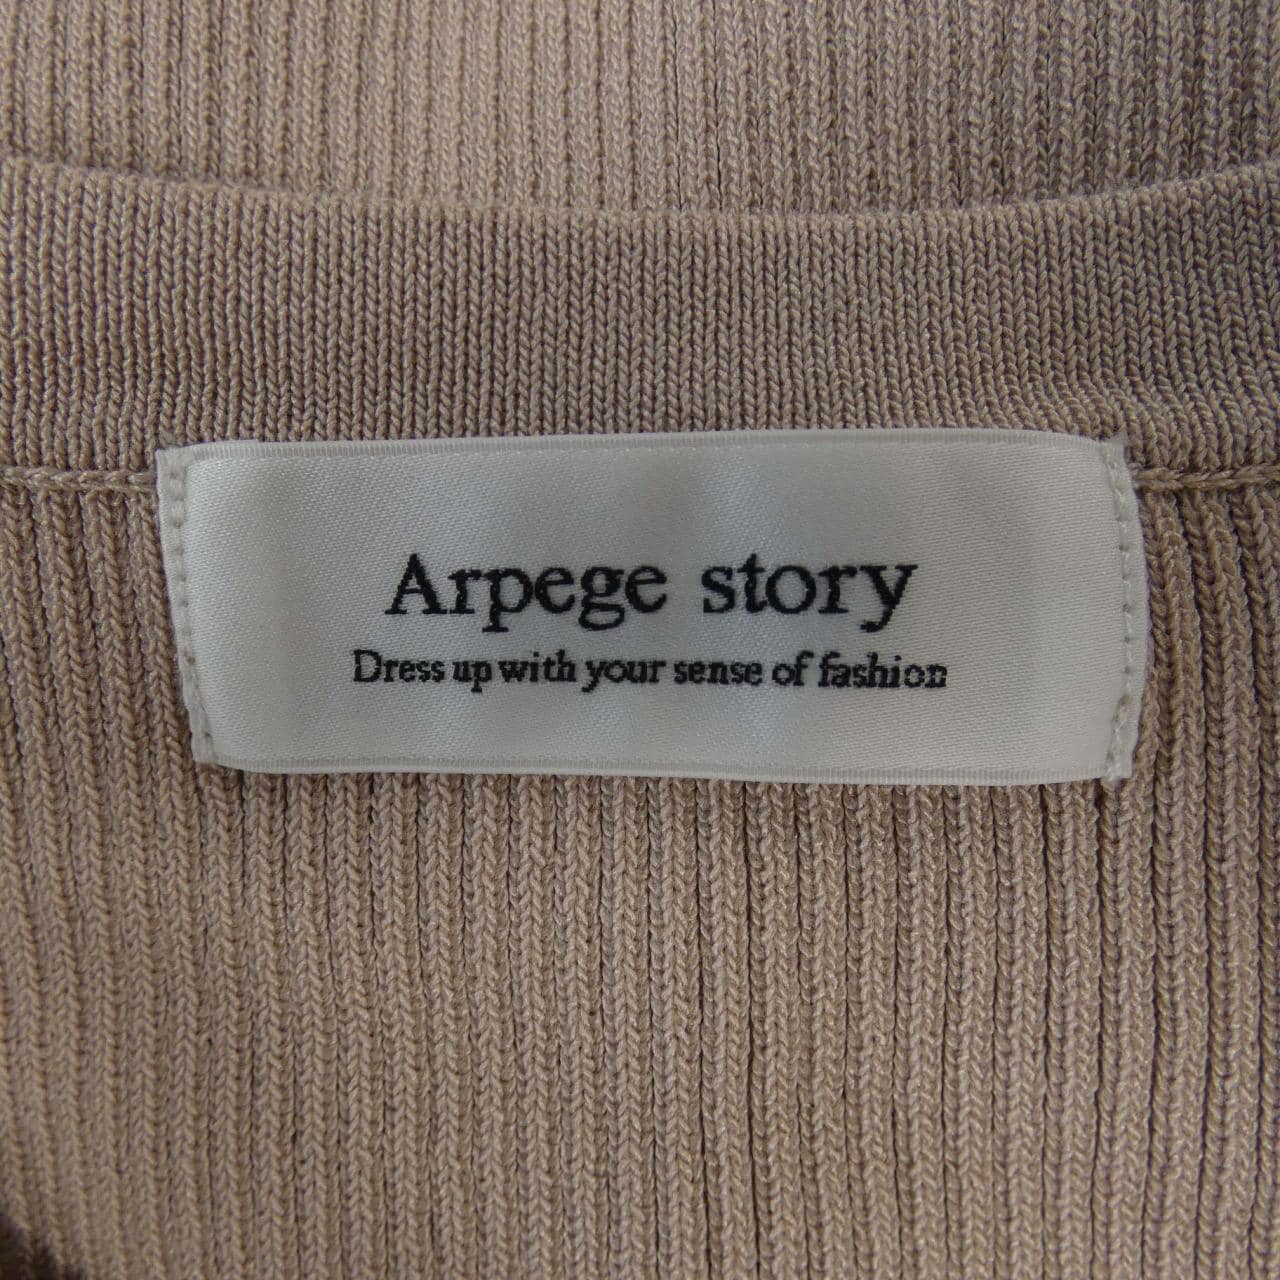 Arpege story
Dress up with your sense of fashion